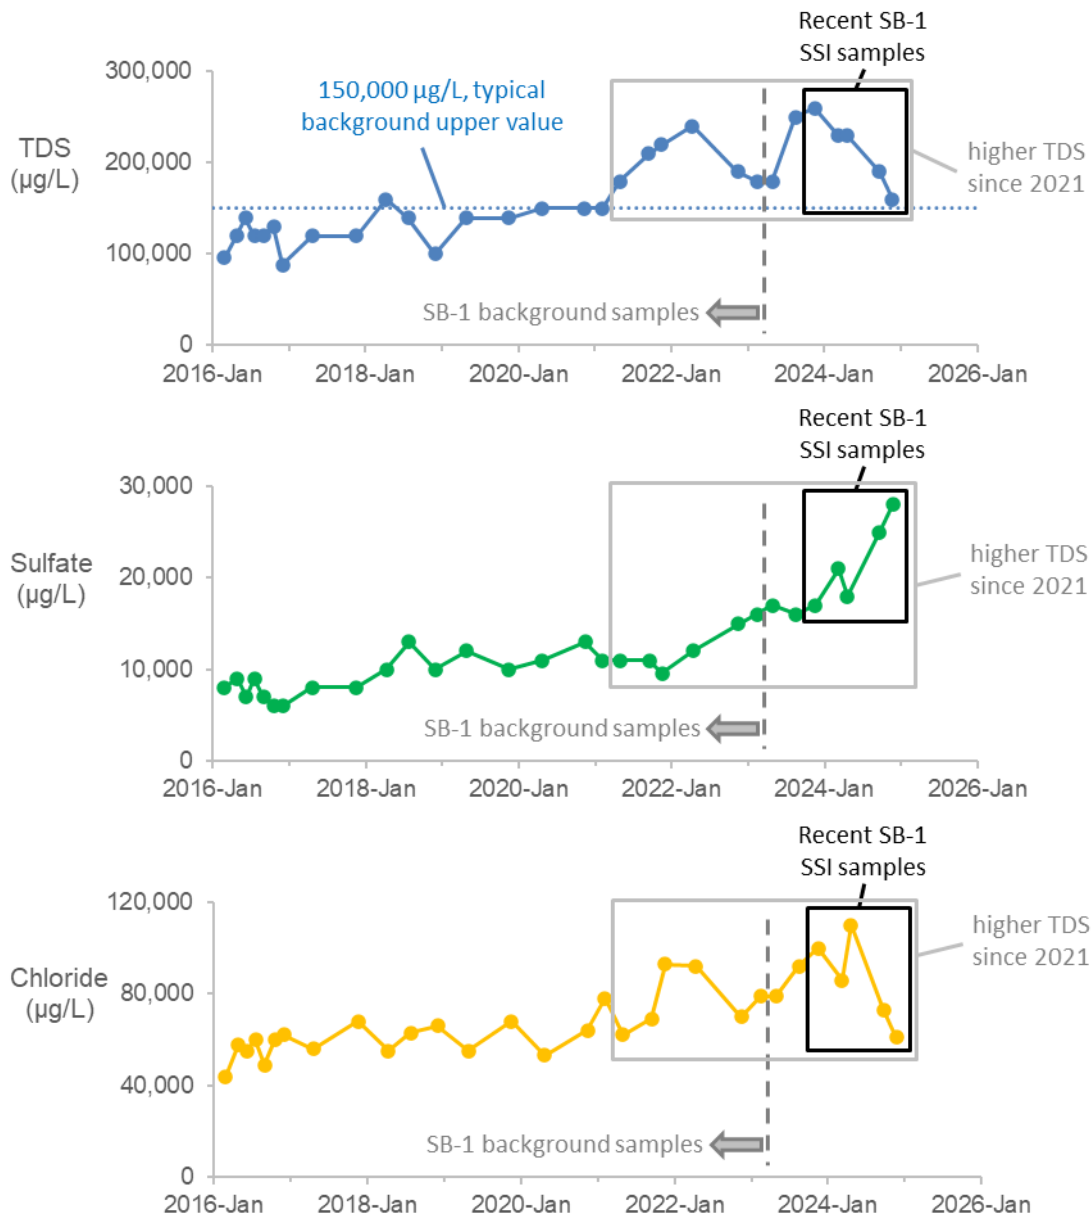 Recent SB-1
SSI samples
300,000
150,000 µg/L, typical
background upper value
TDS
(µg/L)
200,000
higher TDS
since 2021
100,000
SB-1 background samples
0
2016-Jan 2018-Jan 2020-Jan 2022-Jan 2024-Jan 2026-Jan
Recent SB-1
SSI samples
30,000
Sulfate
(µg/L)
higher TDS
since 2021
20,000
10,000
SB-1 background samples
0
2016-Jan 2018-Jan 2020-Jan 2022-Jan 2024-Jan 2026-Jan
Recent SB-1
SSI samples
120,000
higher TDS
since 2021
Chloride
(µg/L)
80,000
40,000
SB-1 background samples
0
2016-Jan 2018-Jan 2020-Jan 2022-Jan 2024-Jan 2026-Jan